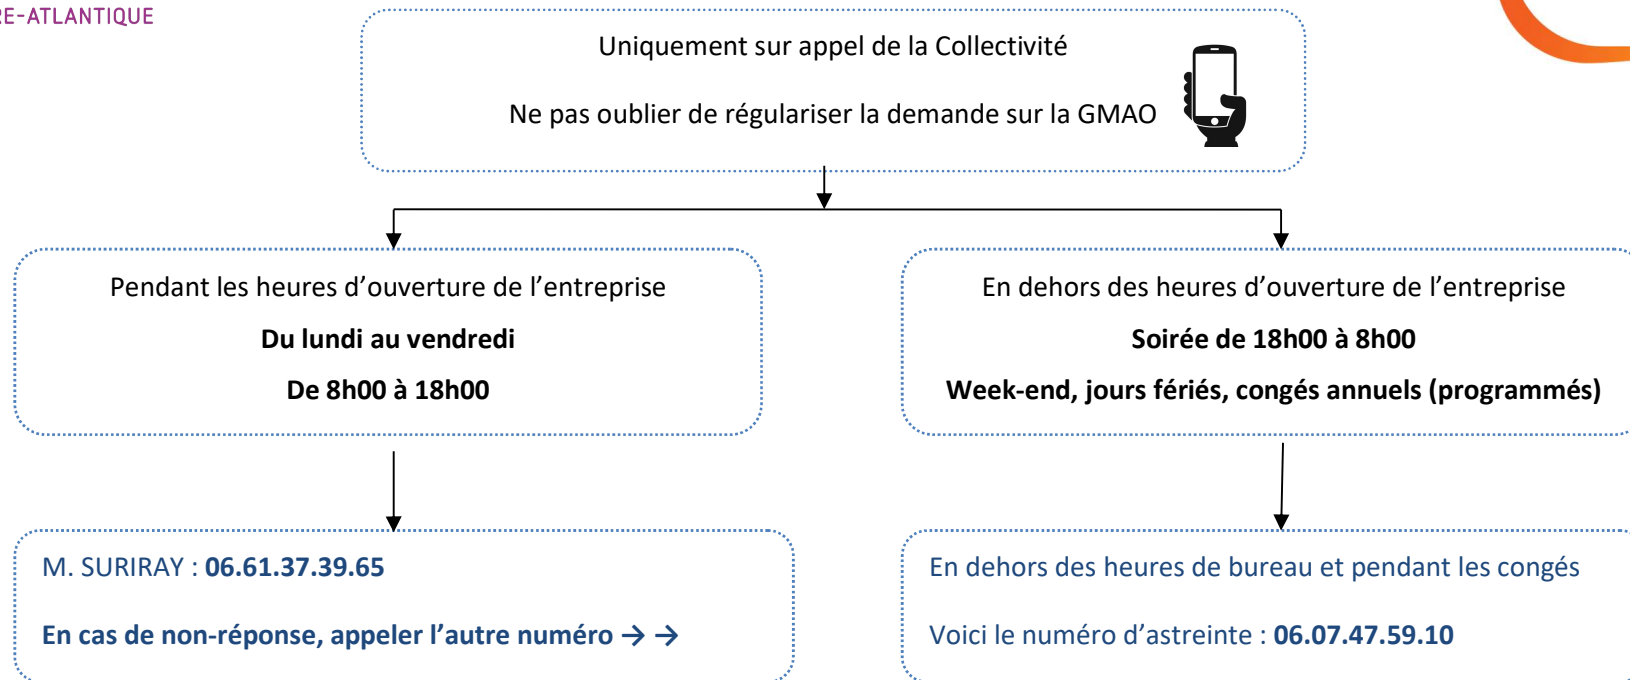 RE-ATLANTIQUE
Uniquement sur appel de la Collectivité
Ne pas oublier de régulariser la demande sur la GMAO
Pendant les heures d’ouverture de l’entreprise
Du lundi au vendredi
De 8h00 à 18h00
En dehors des heures d’ouverture de l’entreprise
Soirée de 18h00 à 8h00
Week-end, jours fériés, congés annuels (programmés)
M. SURIRAY : 06.61.37.39.65
En cas de non-réponse, appeler l’autre numéro → →
En dehors des heures de bureau et pendant les congés
Voici le numéro d’astreinte : 06.07.47.59.10